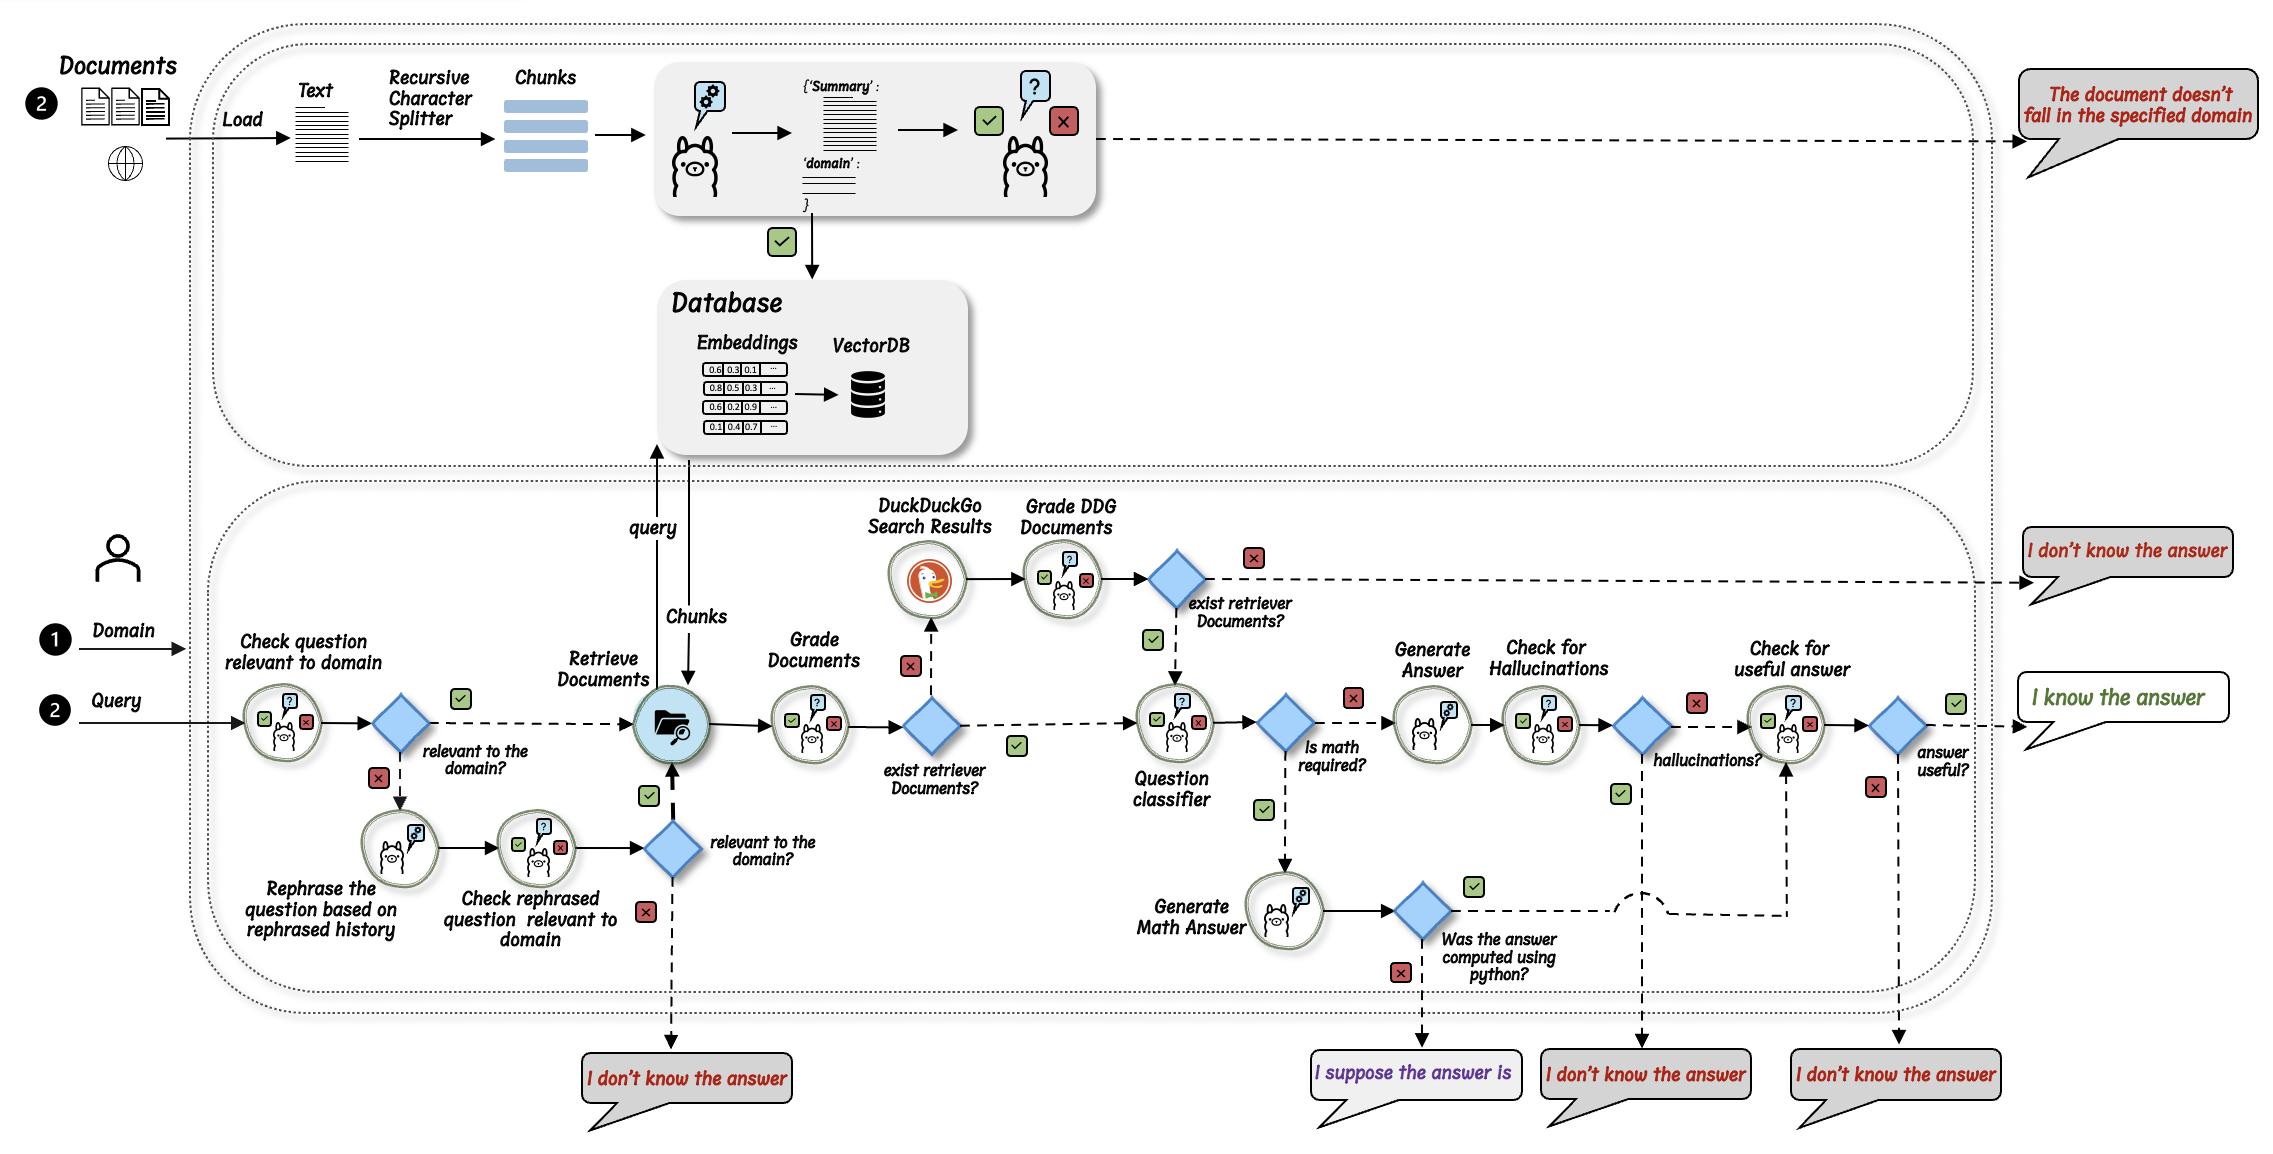 Documents
2
Load
Text
Recursive
Character
Splitter
Chunks
{'Summary' :
'domain' :
}
?
The document doesn't
fall in the specified domain
Database
Embeddings
VectorDB
0.6 0.3 0.1 ...
0.8 0.5 0.3 ...
0.6 0.2 0.9 ...
0.1 0.4 0.7 ...
query
Chunks
DuckDuckGo
Search Results
Grade DDG
Documents
?
exist retriever
Documents?
I don't know the answer
1
Domain
2
Query
Check question
relevant to domain
?
relevant to the
domain?
Retrieve
Documents
Grade
Documents
?
exist retriever
Documents?
?
Question
classifier
Is math
required?
Generate
Answer
Check for
Hallucinations
?
hallucinations?
Check for
useful answer
?
answer
useful?
I know the answer
Rephrase the
question based on
rephrased history
?
Check rephrased
question relevant to
domain
relevant to the
domain?
Generate
Math Answer
Was the answer
computed using
python?
I don't know the answer
I suppose the answer is
I don't know the answer
I don't know the answer